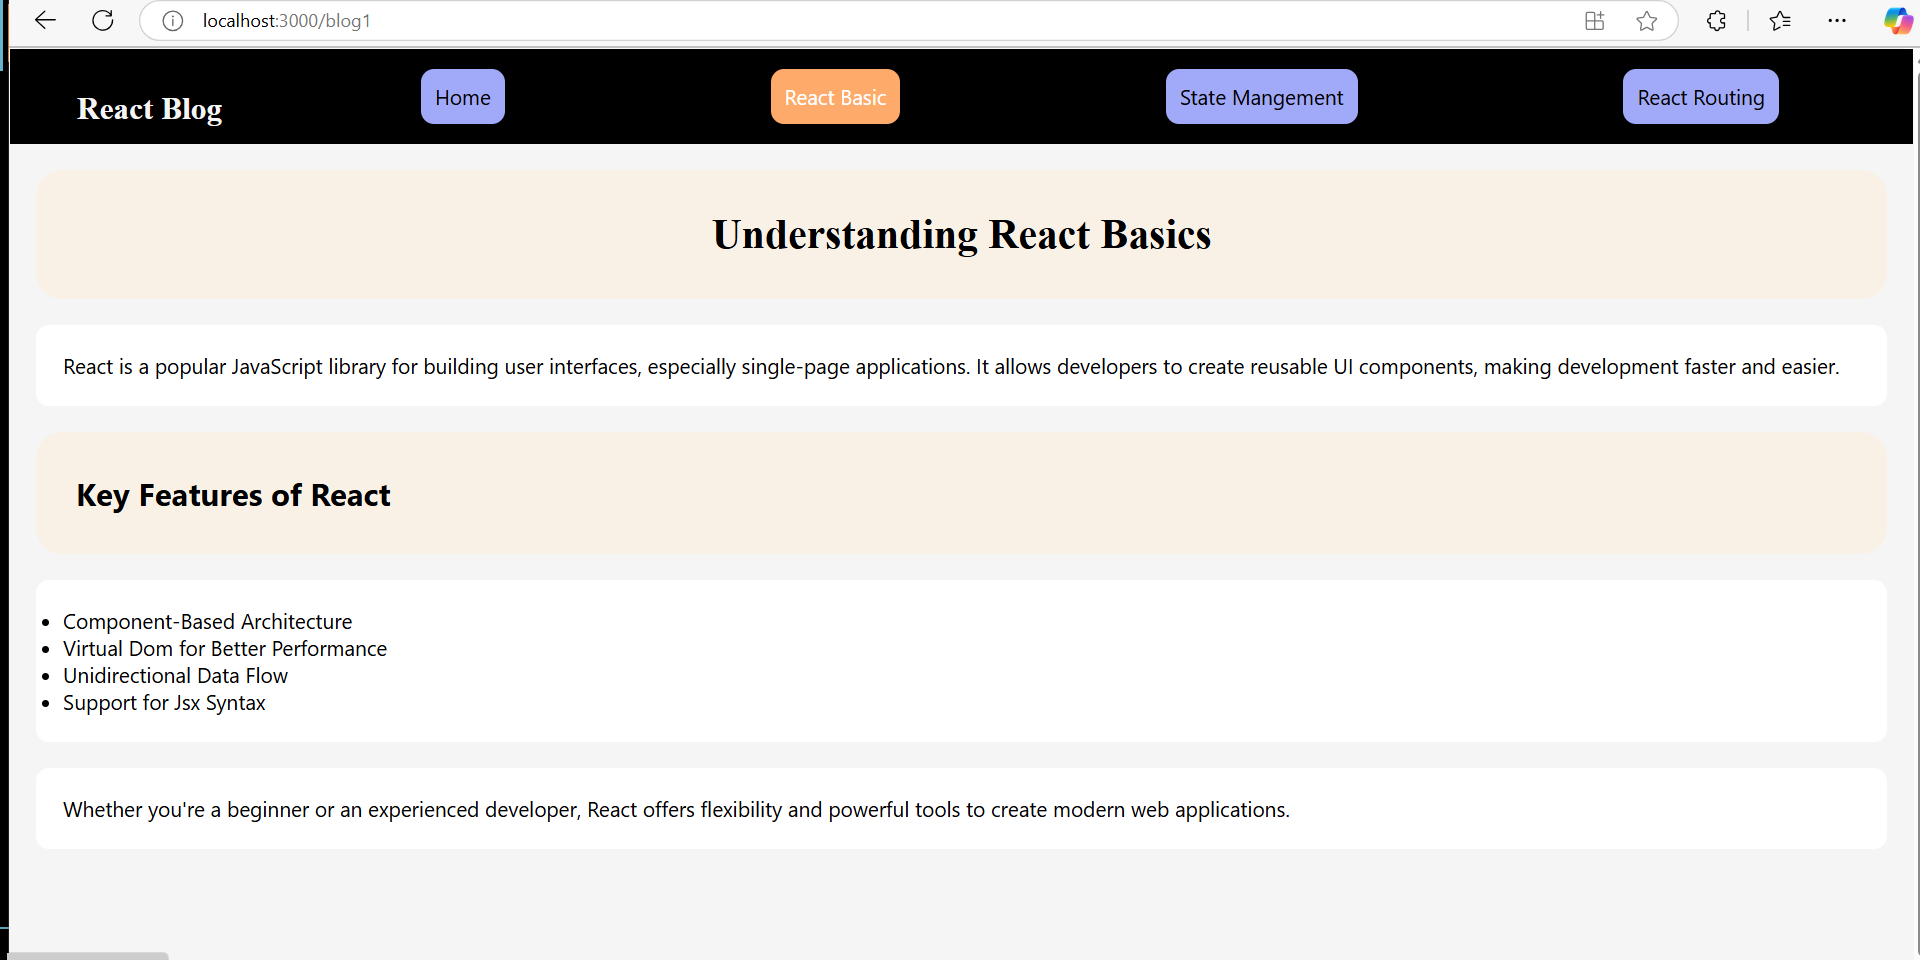 localhost:3000/blog1
React Blog
Home
React Basic
State Mangement
React Routing
Understanding React Basics
React is a popular JavaScript library for building user interfaces, especially single-page applications. It allows developers to create reusable UI components, making development faster and easier.
Key Features of React
Component-Based Architecture
Virtual Dom for Better Performance
Unidirectional Data Flow
Support for Jsx Syntax
Whether you're a beginner or an experienced developer, React offers flexibility and powerful tools to create modern web applications.